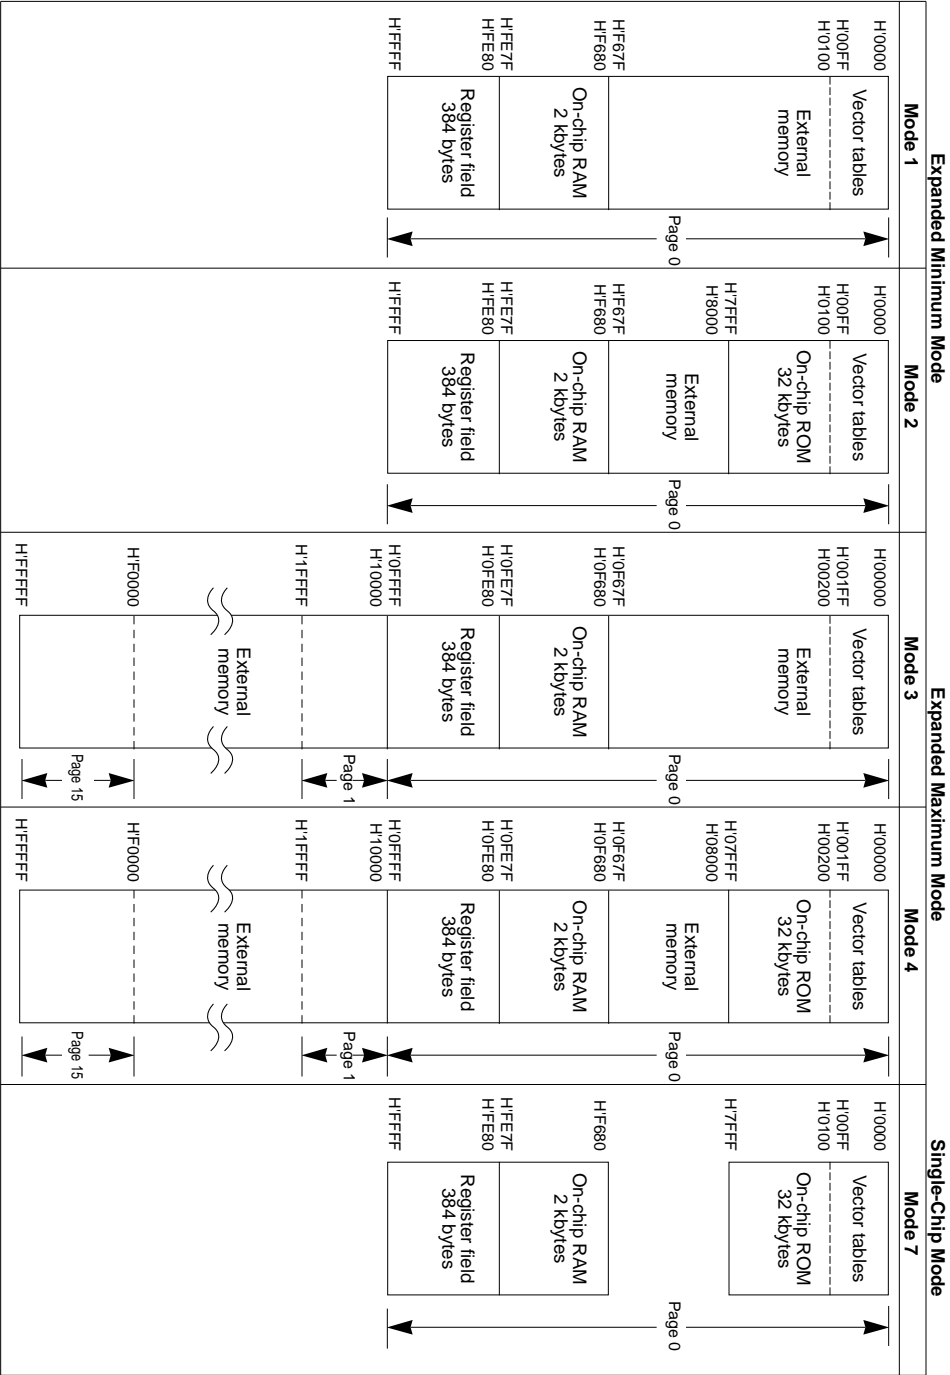 Expanded Minimum Mode
Expanded Maximum Mode
Single-Chip Mode
Mode 1
H'0000
H'00FF
H'0100
H'F67F
H'F680
H'FE7F
H'FE80
H'FFFF
Vector tables
External
memory
On-chip RAM
2 kbytes
Register field
384 bytes
Page 0
Mode 2
H'0000
H'00FF
H'0100
H'7FFF
H'8000
H'F67F
H'F680
H'FE7F
H'FE80
H'FFFF
Vector tables
On-chip ROM
32 kbytes
External
memory
On-chip RAM
2 kbytes
Register field
384 bytes
Page 0
Mode 3
H'00000
H'001FF
H'00200
H'0F67F
H'0F680
H'0FE7F
H'0FE80
H'0FFFF
H'10000
H'1FFFF
H'F0000
H'FFFFF
Vector tables
External
memory
On-chip RAM
2 kbytes
Register field
384 bytes
External
memory
Page 0
Page 1
Page 15
Mode 4
H'00000
H'001FF
H'00200
H'07FFF
H'08000
H'0F67F
H'0F680
H'0FE7F
H'0FE80
H'0FFFF
H'10000
H'1FFFF
H'F0000
H'FFFFF
Vector tables
On-chip ROM
32 kbytes
External
memory
On-chip RAM
2 kbytes
Register field
384 bytes
External
memory
Page 0
Page 1
Page 15
Mode 7
H'0000
H'00FF
H'0100
H'7FFF
H'F680
H'FE7F
H'FE80
H'FFFF
Vector tables
On-chip ROM
32 kbytes
On-chip RAM
2 kbytes
Register field
384 bytes
Page 0